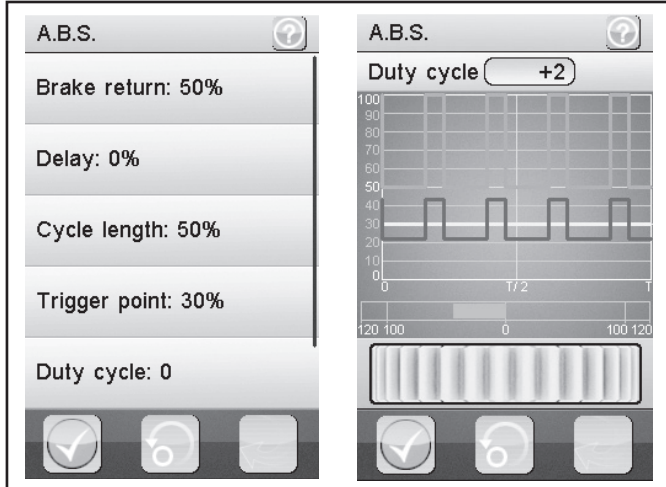 A.B.S. ?
Brake return: 50%
Delay: 0%
Cycle length: 50%
Trigger point: 30%
Duty cycle: 0
A.B.S. ?
Duty cycle +2
100
90
80
70
60
50
40
30
20
10
0
0 T/2 T
120 100 0 100 120